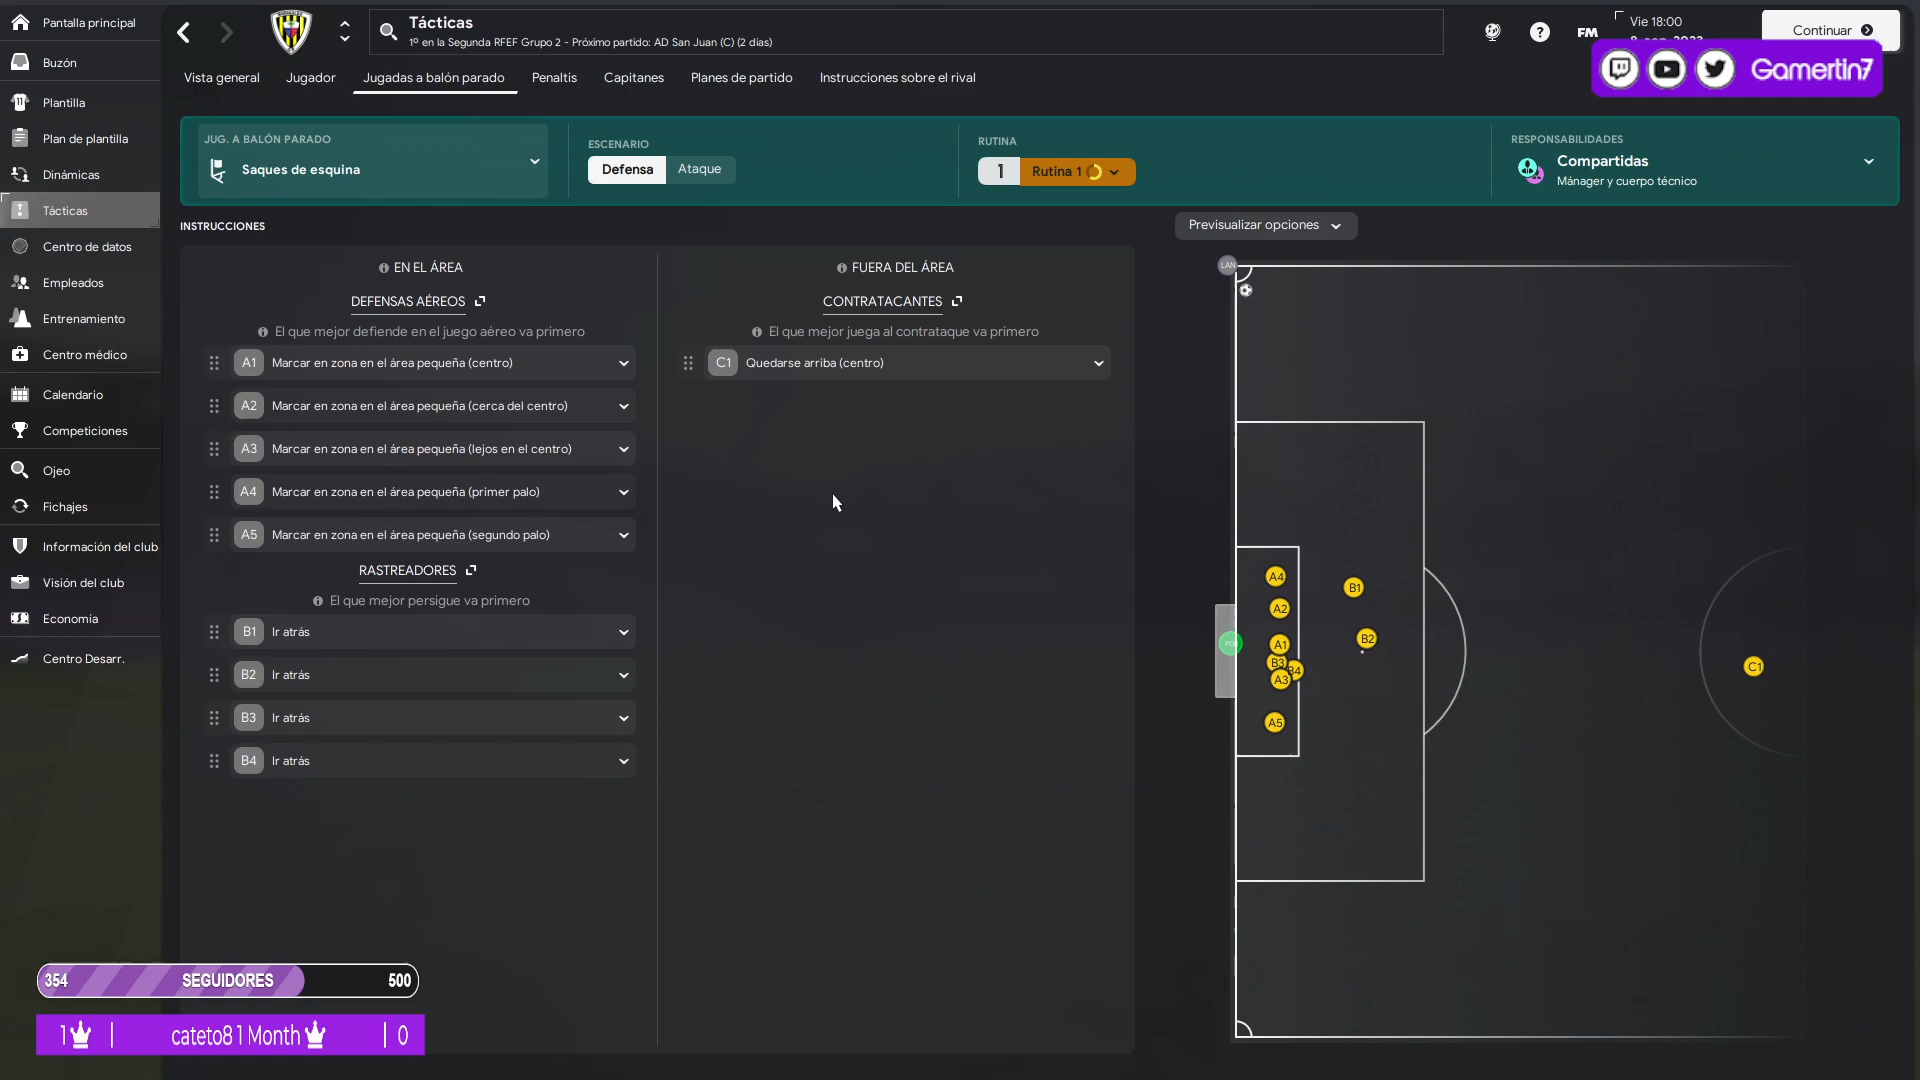 Pantalla principal
Buzón
Plantilla
Plan de plantilla
Dinámicas
Tácticas
Centro de datos
Empleados
Entrenamiento
Centro médico
Calendario
Competiciones
Ojeo
Fichajes
Información del club
Visión del club
Economía
Centro Desarr.
Tácticas
1º en la Segunda RFEF Grupo 2 - Próximo partido: AD San Juan (C) (2 días)
FM
Vie 18:00
Continuar
Gamertin7
Vista general
Jugador
Jugadas a balón parado
Penaltis
Capitanes
Planes de partido
Instrucciones sobre el rival
JUG. A BALÓN PARADO
Saques de esquina
ESCENARIO
Defensa
Ataque
RUTINA
1
Rutina 1
RESPONSABILIDADES
Compartidas
Mánager y cuerpo técnico
INSTRUCCIONES
Previsualizar opciones
EN EL ÁREA
DEFENSAS AÉREOS
El que mejor defiende en el juego aéreo va primero
A1 Marcar en zona en el área pequeña (centro)
A2 Marcar en zona en el área pequeña (cerca del centro)
A3 Marcar en zona en el área pequeña (lejos en el centro)
A4 Marcar en zona en el área pequeña (primer palo)
A5 Marcar en zona en el área pequeña (segundo palo)
RASTREADORES
El que mejor persigue va primero
B1 Ir atrás
B2 Ir atrás
B3 Ir atrás
B4 Ir atrás
FUERA DEL ÁREA
CONTRATACANTES
El que mejor juega al contrataque va primero
C1 Quedarse arriba (centro)
LAN
A4
B1
A2
B2
A1
POR
B3
B4
A3
C1
A5
354 SEGUIDORES 500
1 cateto8 1 Month 0